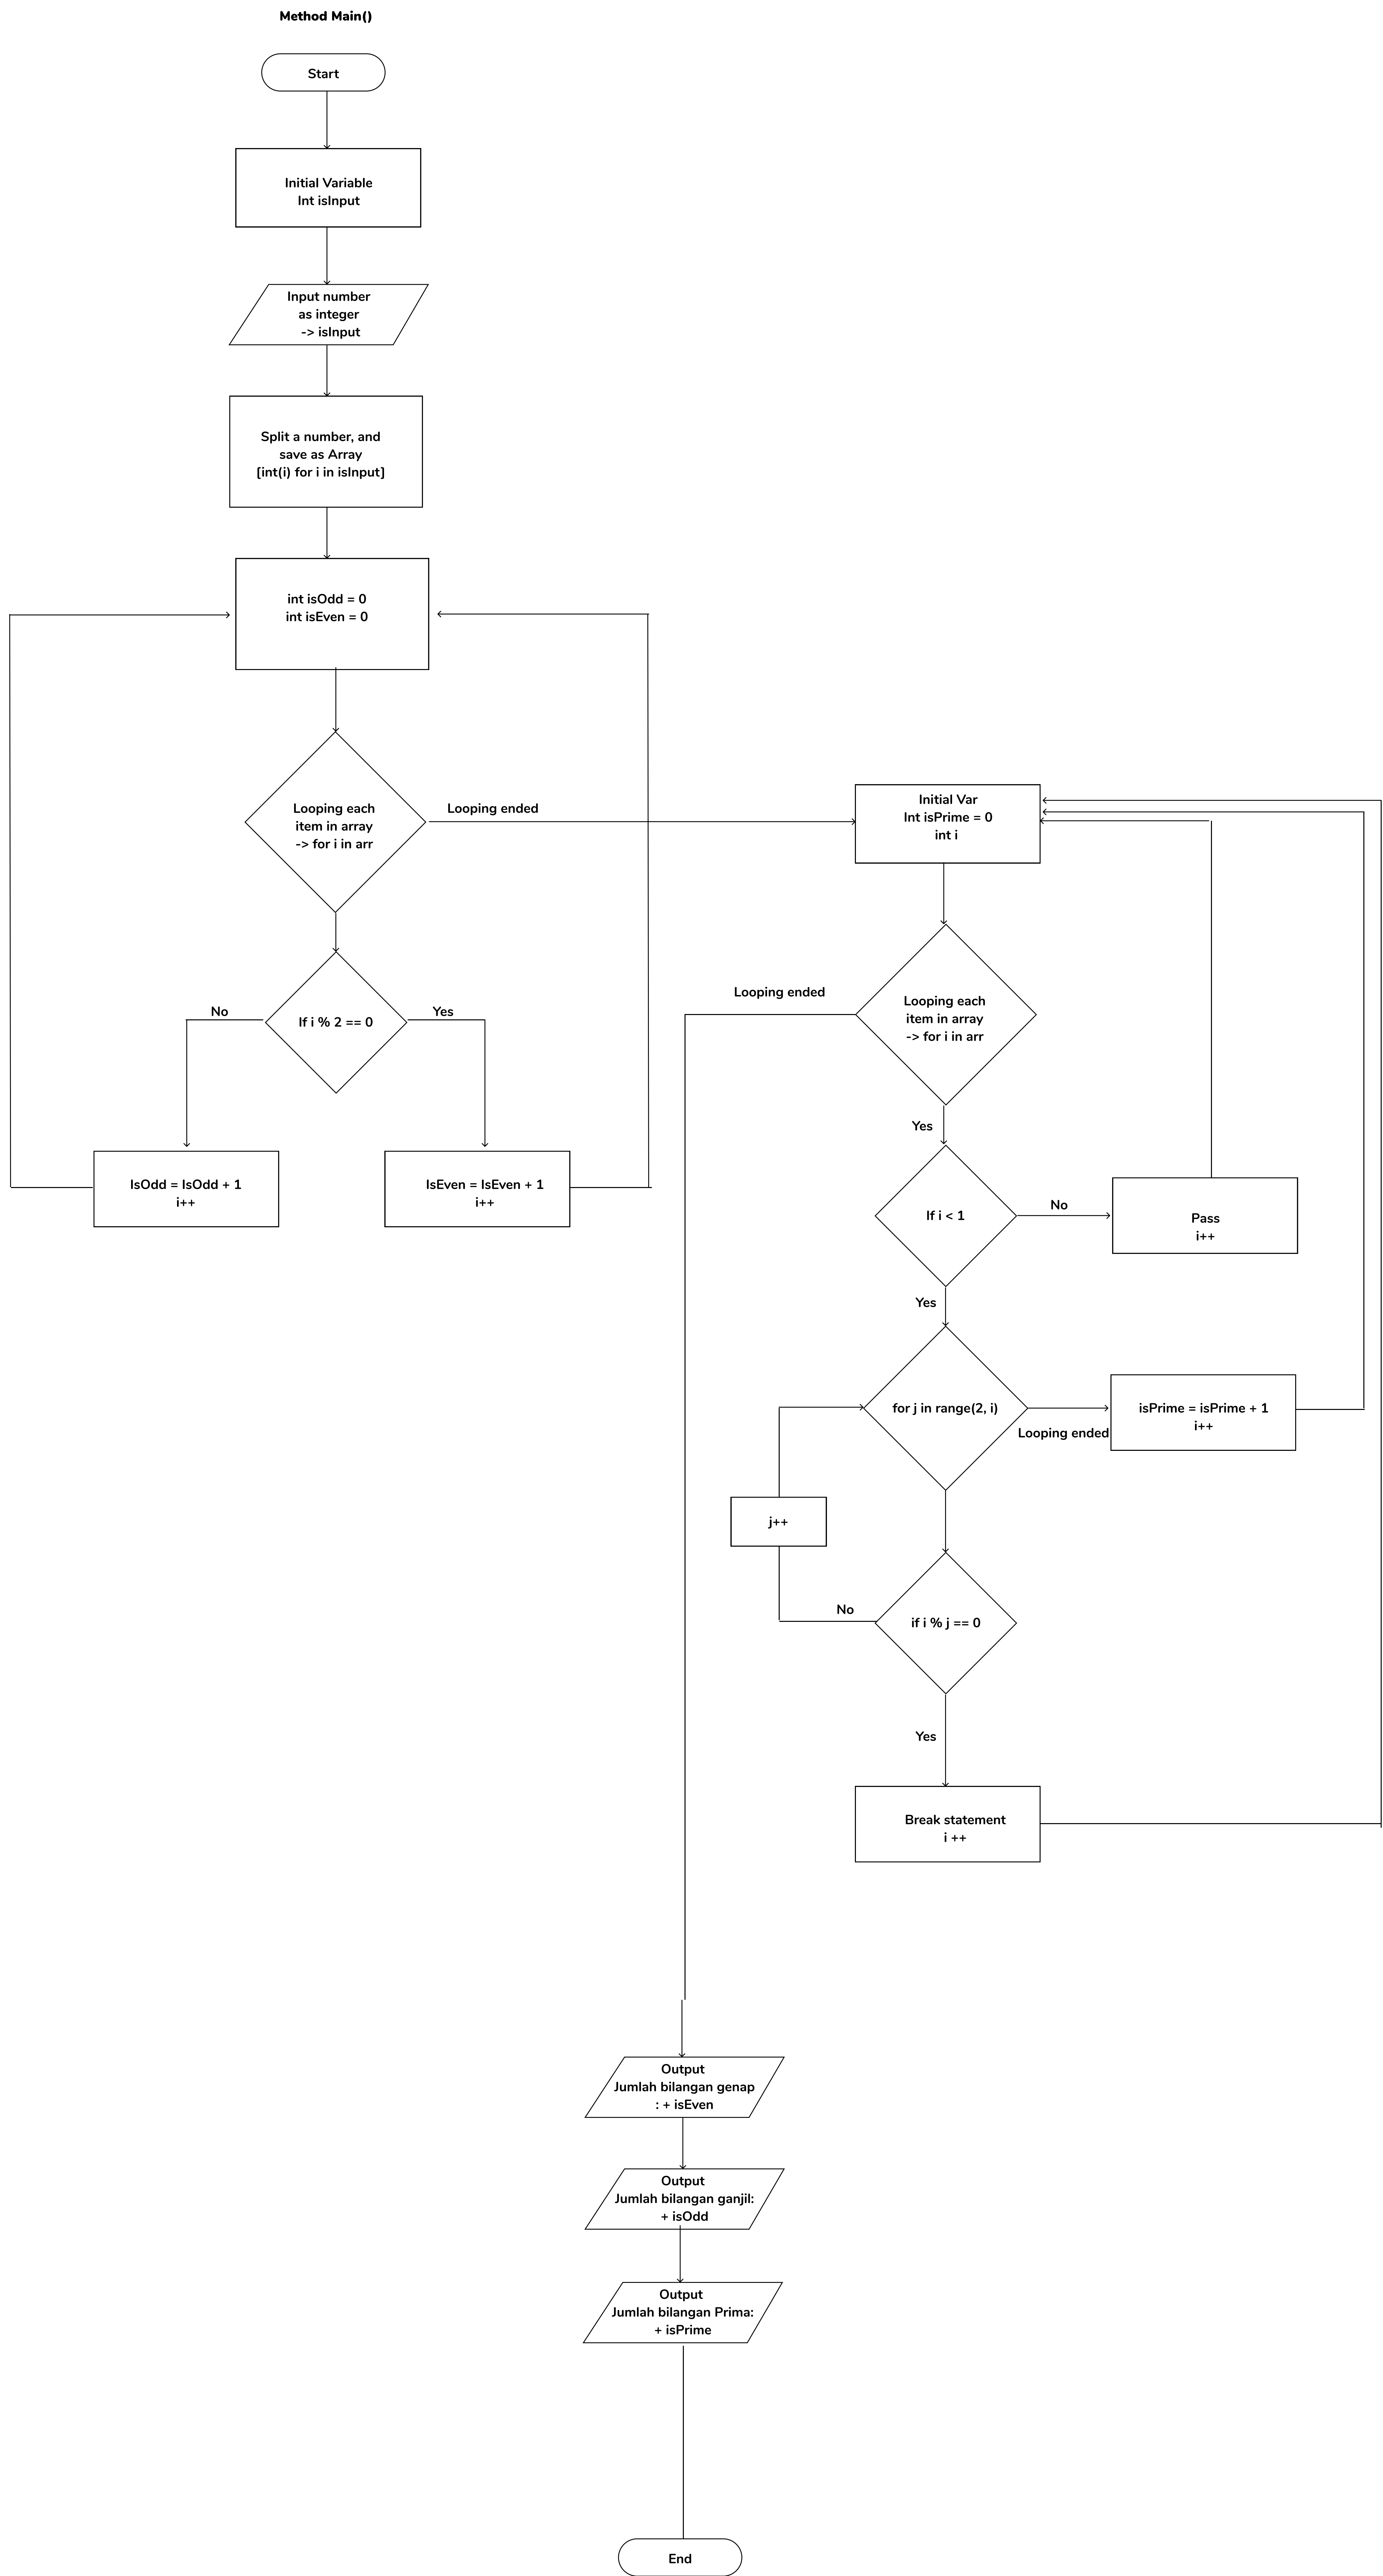 Method Main()
Start
Initial Variable
Int isInput
Input number
as integer
-> isInput
Split a number, and
save as Array
[int(i) for i in isInput]
int isOdd = 0
int isEven = 0
Looping each
item in array
-> for i in arr
Looping ended
If i % 2 == 0
No
Yes
IsOdd = IsOdd + 1
i++
IsEven = IsEven + 1
i++
Initial Var
Int isPrime = 0
int i
Looping ended
Looping each
item in array
-> for i in arr
Yes
If i < 1
No
Pass
i++
Yes
for j in range(2, i)
Looping ended
isPrime = isPrime + 1
i++
j++
No
if i % j == 0
Yes
Break statement
i ++
Output
Jumlah bilangan genap
: + isEven
Output
Jumlah bilangan ganjil:
+ isOdd
Output
Jumlah bilangan Prima:
+ isPrime
End